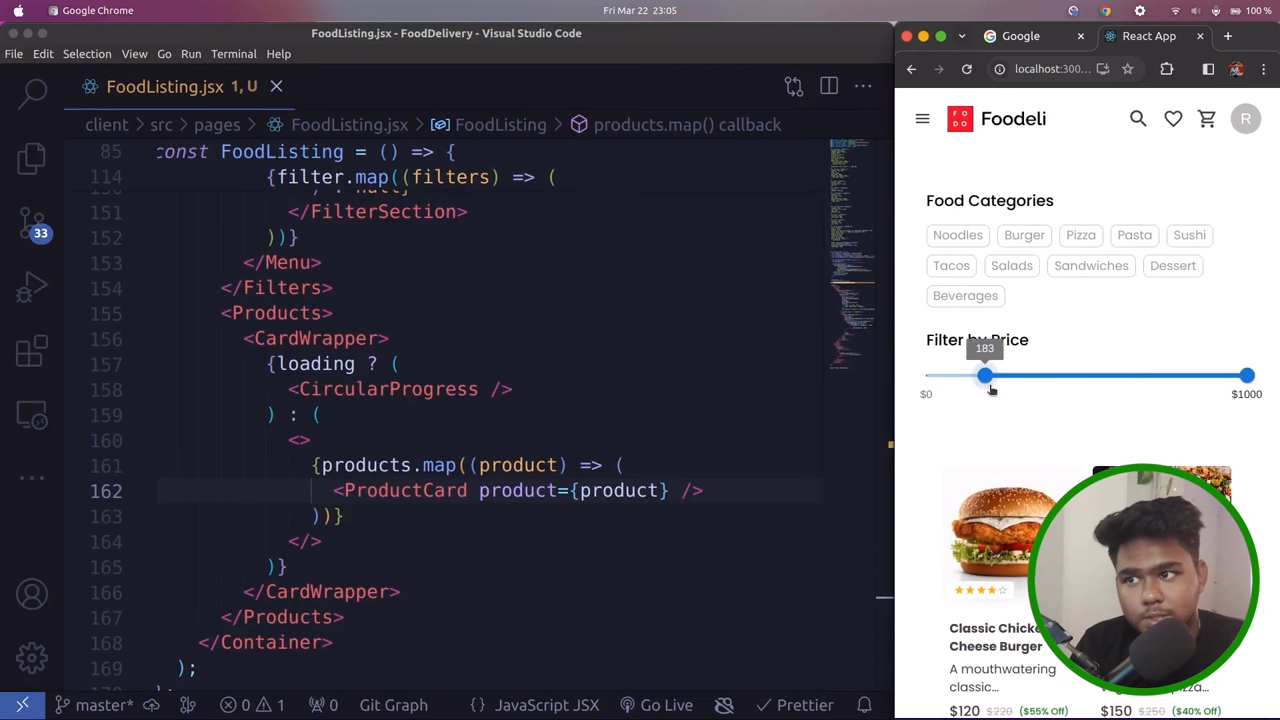 Google Chrome
Fri Mar 22 23:05
100 %
FoodListing.jsx - FoodDelivery - Visual Studio Code
File Edit Selection View Go Run Terminal Help
FoodListing.jsx 1, U
client src FoodListing.jsx products.map() callback
85 nst FoodListing = () => {
114 {filter.map((filters) => (
151 </FilterSection>
152 ))}
153 </Menu>
154 </Filters>
155 <Products>
156 <CardWrapper>
157 {loading ? (
158 <CircularProgress />
159 ) : (
160 <>
161 {products.map((product) => (
162 <ProductCard product={product} />
163 ))}
164 </>
165 )}
166 </CardWrapper>
167 </Products>
168 </Container>
169 );
33
master* 0 0 0 Git Graph JavaScript JSX Go Live Prettier
Google
React App
localhost:300...
FO
DO
Foodeli
R
Food Categories
Noodles Burger Pizza Pasta Sushi
Tacos Salads Sandwiches Dessert
Beverages
Filter by Price
183
$0 $1000
Classic Chick
Cheese Burger
A mouthwatering
classic...
$120 $220 ($55% Off)
$150 $250 ($40% Off)